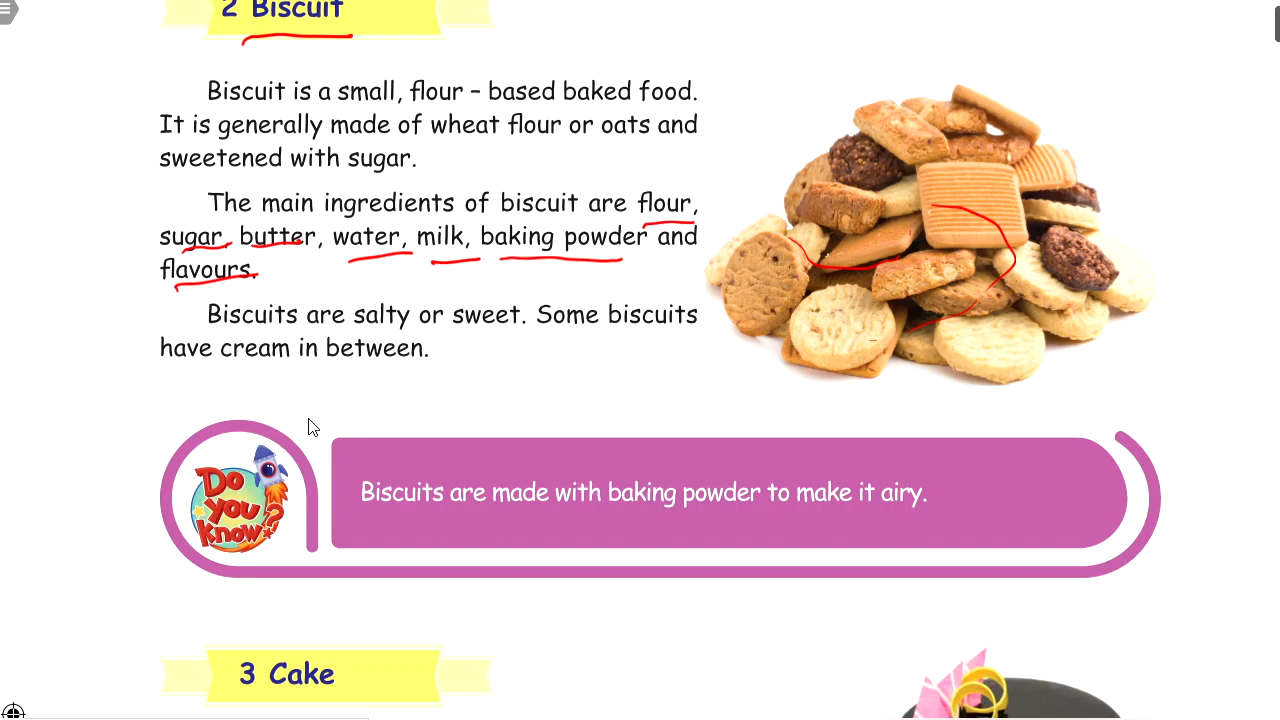 2 Biscuit
Biscuit is a small, flour – based baked food.
It is generally made of wheat flour or oats and
sweetened with sugar.
The main ingredients of biscuit are flour,
sugar, butter, water, milk, baking powder and
flavours.
Biscuits are salty or sweet. Some biscuits
have cream in between.
Do
you
know?
Biscuits are made with baking powder to make it airy.
3 Cake